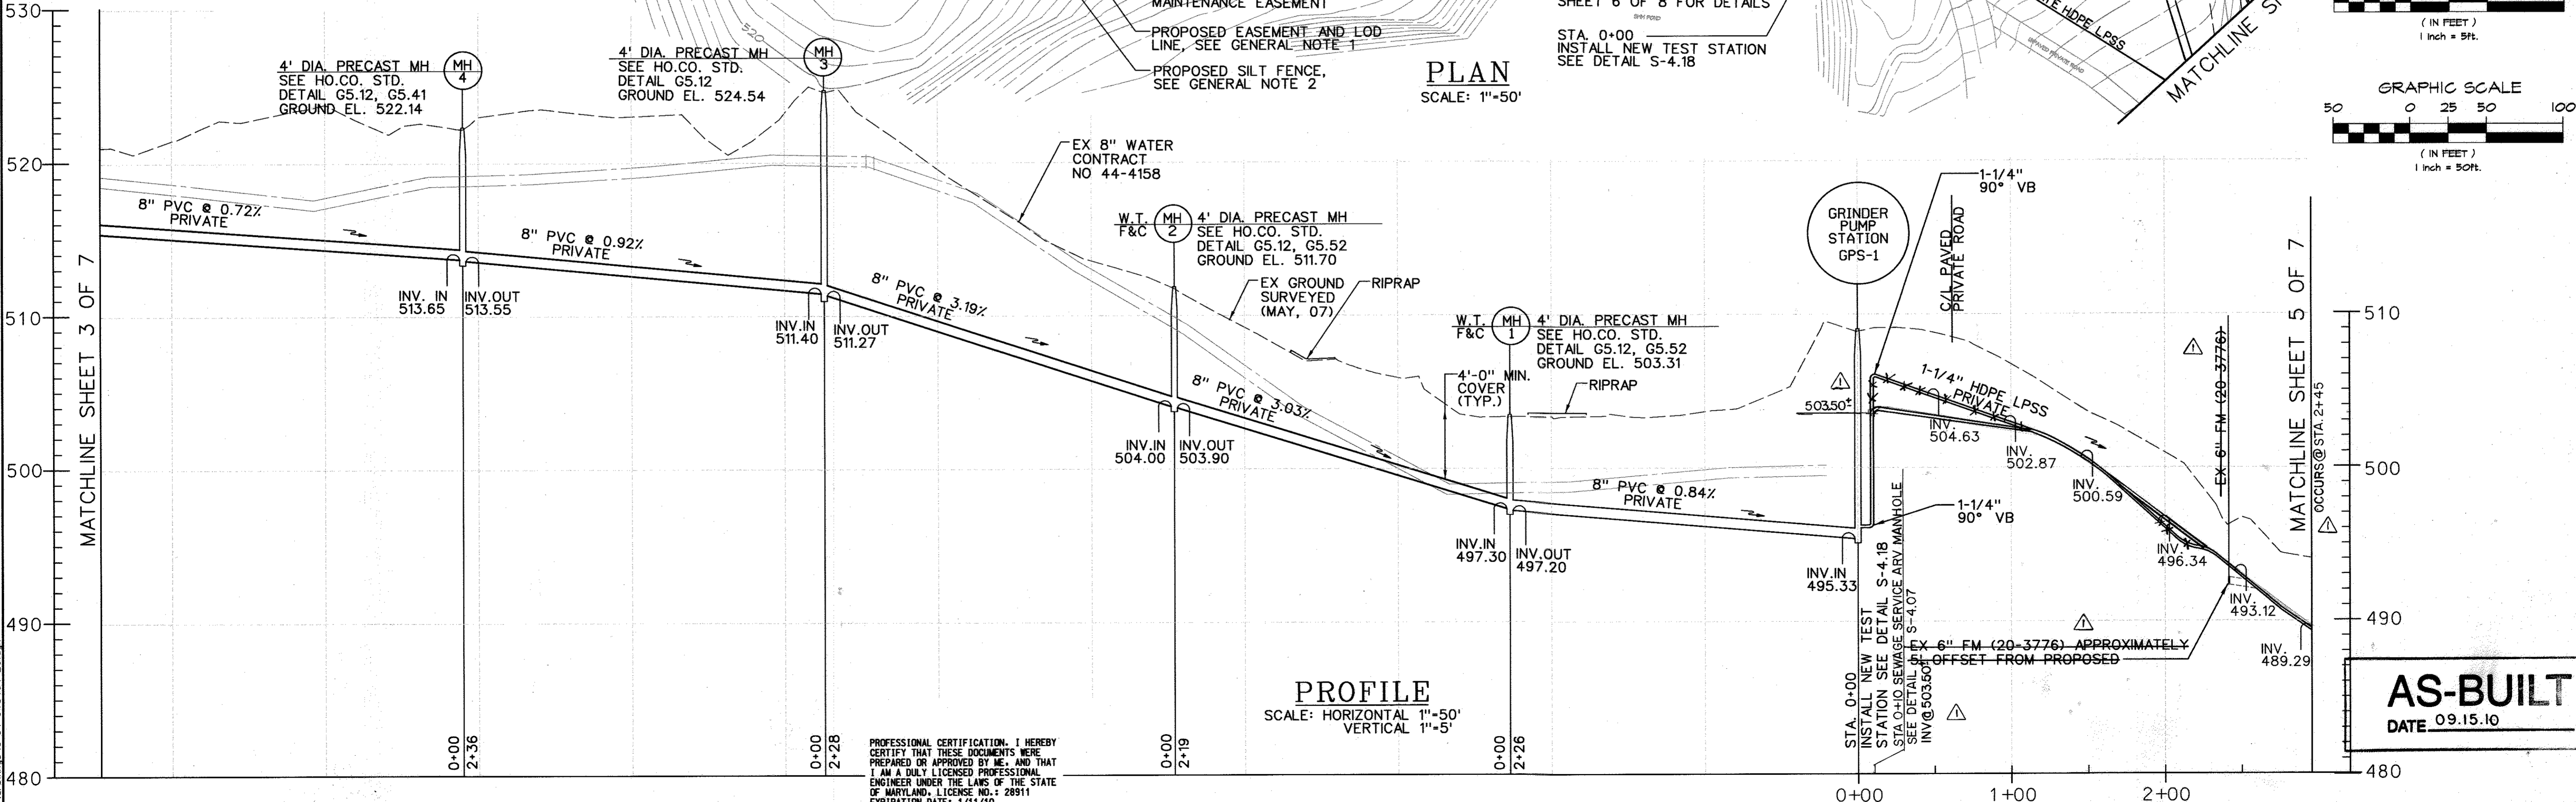 530
520
510
500
490
480
MATCHLINE SHEET 3 OF 7
4' DIA. PRECAST MH
SEE HO.CO. STD.
DETAIL G5.12, G5.41
GROUND EL. 522.14
MH
4
4' DIA. PRECAST MH
SEE HO.CO. STD.
DETAIL G5.12
GROUND EL. 524.54
MH
3
520
MAINTENANCE EASEMENT
PROPOSED EASEMENT AND LOD
LINE, SEE GENERAL NOTE 1
PROPOSED SILT FENCE,
SEE GENERAL NOTE 2
PLAN
SCALE: 1"=50'
SHEET 6 OF 8 FOR DETAILS
SWM POND
STA. 0+00
INSTALL NEW TEST STATION
SEE DETAIL S-4.18
HDPE LPSS
UNPAVED PRIVATE ROAD
MATCHLINE
( IN FEET )
1 inch = 5ft.
GRAPHIC SCALE
50 0 25 50 100
( IN FEET )
1 inch = 50ft.
8" PVC @ 0.72%
PRIVATE
INV. IN
513.65
INV.OUT
513.55
8" PVC @ 0.92%
PRIVATE
INV.IN
511.40
INV.OUT
511.27
8" PVC @ 3.19%
PRIVATE
EX 8" WATER
CONTRACT
NO 44-4158
W.T.
F&C
MH
2
4' DIA. PRECAST MH
SEE HO.CO. STD.
DETAIL G5.12, G5.52
GROUND EL. 511.70
INV.IN
504.00
INV.OUT
503.90
8" PVC @ 3.03%
PRIVATE
EX GROUND
SURVEYED
(MAY, 07)
RIPRAP
W.T.
F&C
MH
1
4' DIA. PRECAST MH
SEE HO.CO. STD.
DETAIL G5.12, G5.52
GROUND EL. 503.31
4'-0" MIN.
COVER
(TYP.)
RIPRAP
INV.IN
497.30
INV.OUT
497.20
8" PVC @ 0.84%
PRIVATE
INV.IN
495.33
GRINDER
PUMP
STATION
GPS-1
1-1/4"
90° VB
C/L PAVED
PRIVATE ROAD
503.50±
1-1/4" HDPE LPSS
PRIVATE
INV.
504.63
INV.
502.87
INV.
500.59
INV.
496.34
INV.
493.12
INV.
489.29
1-1/4"
90° VB
EX 6" FM (20-3776)
MATCHLINE SHEET 5 OF 7
OCCURS@STA.2+45
510
500
490
480
EX 6" FM (20-3776) APPROXIMATELY
5' OFFSET FROM PROPOSED
STA. 0+00
INSTALL NEW TEST
STATION SEE DETAIL S-4.18
STA 0+10 SEWAGE SERVICE ARV MANHOLE
SEE DETAIL S-4.07
INV@503.50±
PROFILE
SCALE: HORIZONTAL 1"=50'
VERTICAL 1"=5'
0+00
2+36
0+00
2+28
0+00
2+19
0+00
2+26
0+00 1+00 2+00
PROFESSIONAL CERTIFICATION. I HEREBY
CERTIFY THAT THESE DOCUMENTS WERE
PREPARED OR APPROVED BY ME, AND THAT
I AM A DULY LICENSED PROFESSIONAL
ENGINEER UNDER THE LAWS OF THE STATE
OF MARYLAND. LICENSE NO.: 28911
EXPIRATION DATE: 1/11/10
AS-BUILT
DATE 09.15.10